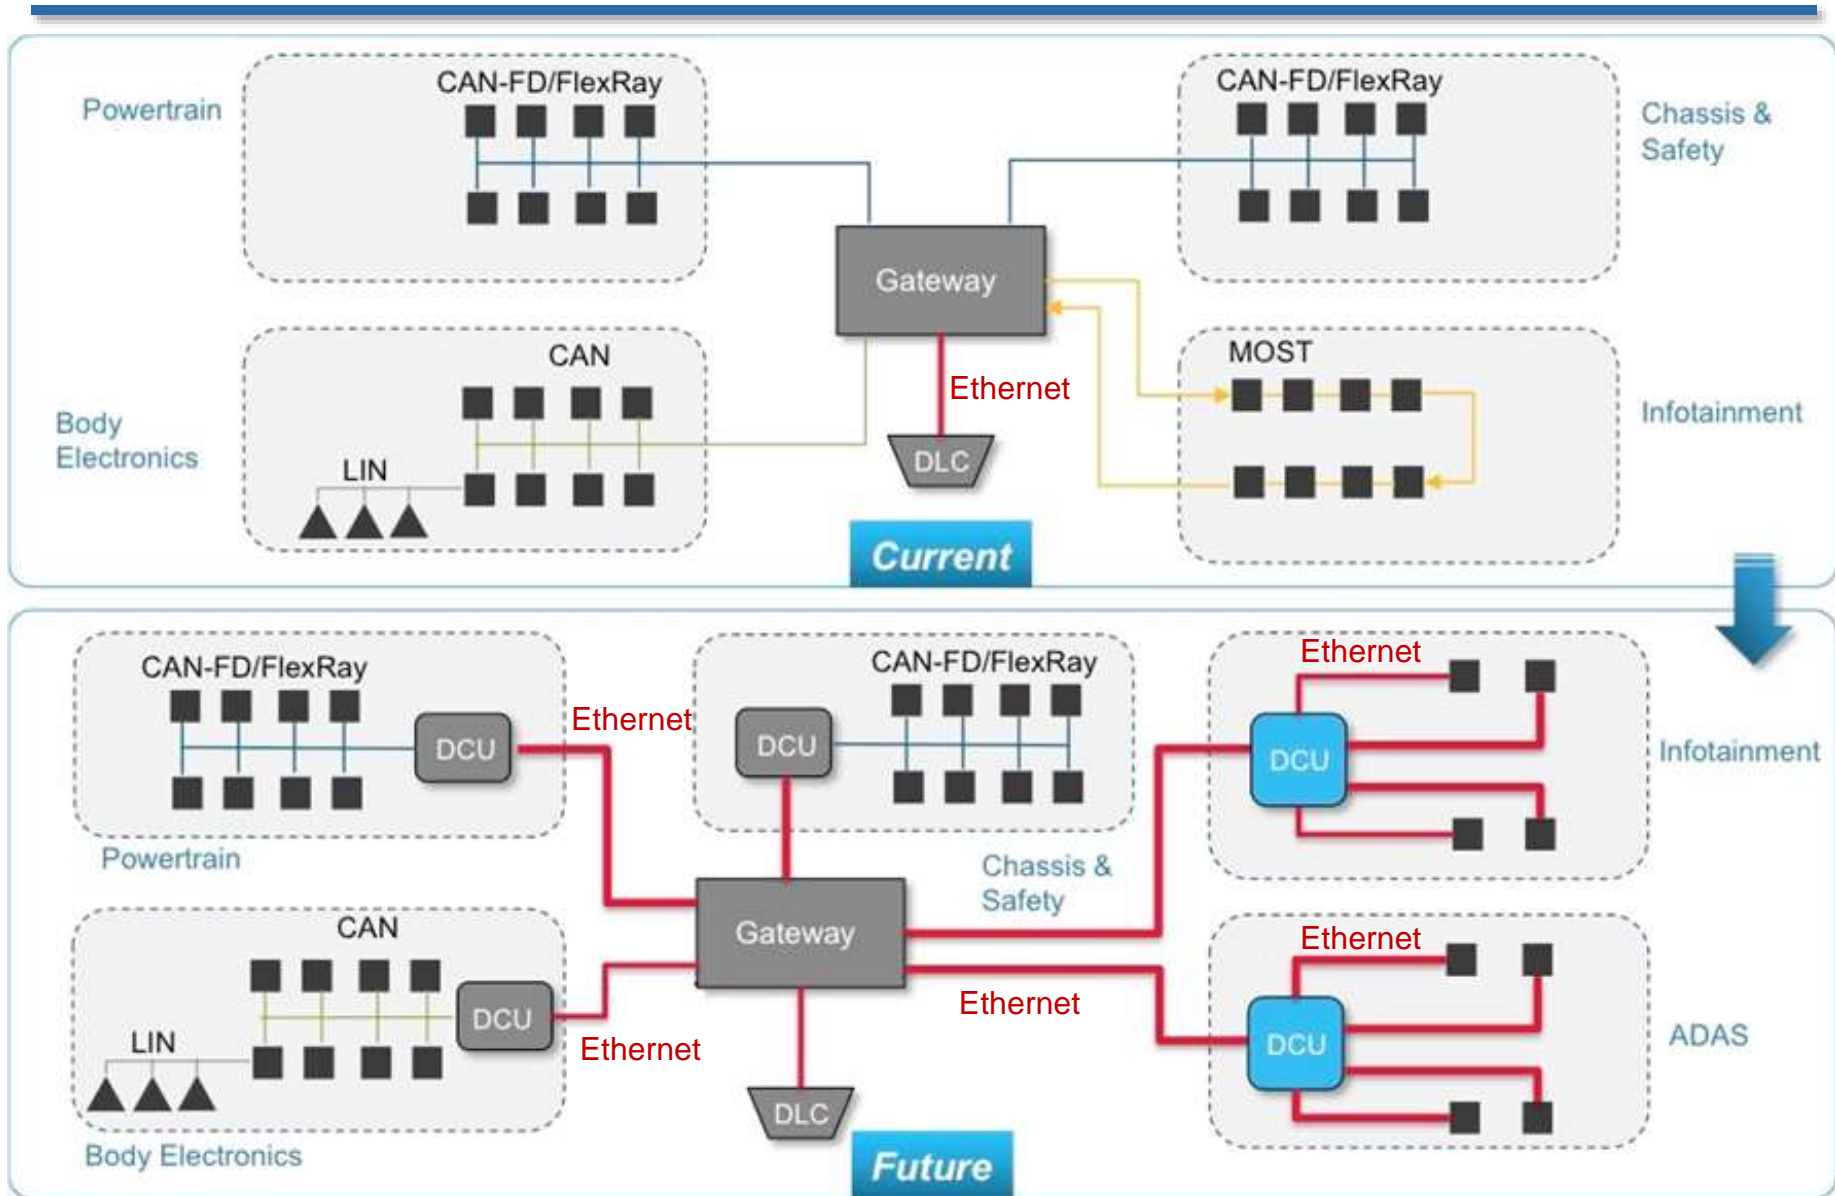 CAN-FD/FlexRay
Powertrain
CAN-FD/FlexRay
Chassis &
Safety
Gateway
CAN
Body
Electronics
LIN
Ethernet
DLC
MOST
Infotainment
Current
CAN-FD/FlexRay
DCU
Ethernet
Powertrain
CAN-FD/FlexRay
DCU
Chassis &
Safety
Ethernet
DCU
Infotainment
Gateway
CAN
DCU
LIN
Ethernet
Body Electronics
Ethernet
Ethernet
DCU
ADAS
DLC
Future